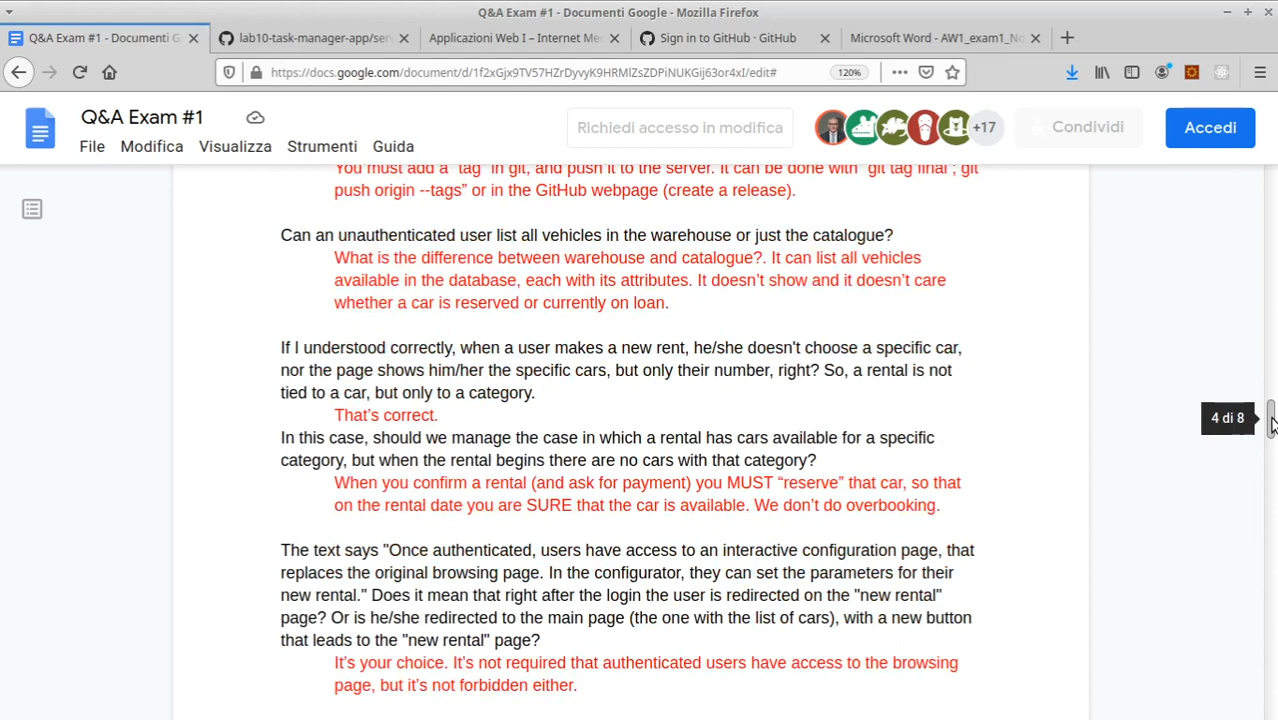 Q&A Exam #1 - Documenti Google - Mozilla Firefox
Q&A Exam #1 - Documenti G
lab10-task-manager-app/ser
Applicazioni Web I – Internet Me
Sign in to GitHub · GitHub
Microsoft Word - AW1_exam1_No
https://docs.google.com/document/d/1f2xGjx9TV57HZrDyvyK9HRMlZsZDPiNUKGij63or4xI/edit#
120%
Q&A Exam #1
Richiedi accesso in modifica
+17
Condividi
Accedi
File Modifica Visualizza Strumenti Guida
You must add a "tag" in git, and push it to the server. It can be done with "git tag final ; git
push origin --tags” or in the GitHub webpage (create a release).
Can an unauthenticated user list all vehicles in the warehouse or just the catalogue?
What is the difference between warehouse and catalogue?. It can list all vehicles
available in the database, each with its attributes. It doesn’t show and it doesn’t care
whether a car is reserved or currently on loan.
If I understood correctly, when a user makes a new rent, he/she doesn't choose a specific car,
nor the page shows him/her the specific cars, but only their number, right? So, a rental is not
tied to a car, but only to a category.
That’s correct.
In this case, should we manage the case in which a rental has cars available for a specific
category, but when the rental begins there are no cars with that category?
When you confirm a rental (and ask for payment) you MUST “reserve” that car, so that
on the rental date you are SURE that the car is available. We don’t do overbooking.
4 di 8
The text says "Once authenticated, users have access to an interactive configuration page, that
replaces the original browsing page. In the configurator, they can set the parameters for their
new rental." Does it mean that right after the login the user is redirected on the "new rental"
page? Or is he/she redirected to the main page (the one with the list of cars), with a new button
that leads to the "new rental" page?
It’s your choice. It’s not required that authenticated users have access to the browsing
page, but it’s not forbidden either.